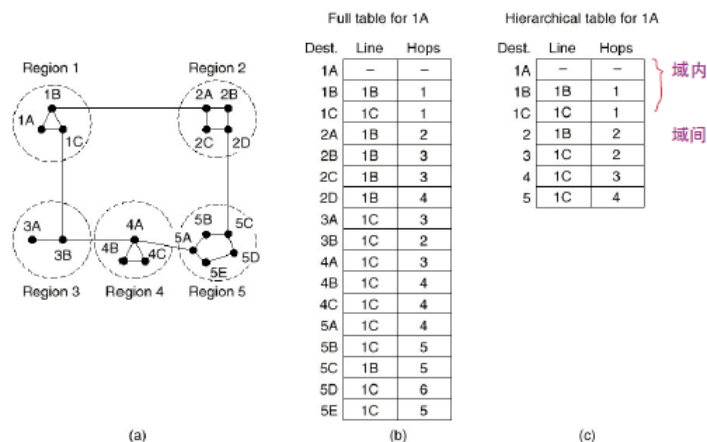 Full table for 1A
Hierarchical table for 1A
Dest. Line Hops
Dest. Line Hops
Region 1
Region 2
1B
1A
1C
2A 2B
2C 2D
3A
3B
4A
4B 4C
5B 5C
5A
5D
5E
Region 3 Region 4 Region 5
1A – –
1B 1B 1
1C 1C 1
2A 1B 2
2B 1B 3
2C 1B 3
2D 1B 4
3A 1C 3
3B 1C 2
4A 1C 3
4B 1C 4
4C 1C 4
5A 1C 4
5B 1C 5
5C 1B 5
5D 1C 6
5E 1C 5
1A – –
1B 1B 1
1C 1C 1
2 1B 2
3 1C 2
4 1C 3
5 1C 4
域内
域间
(a) (b) (c)